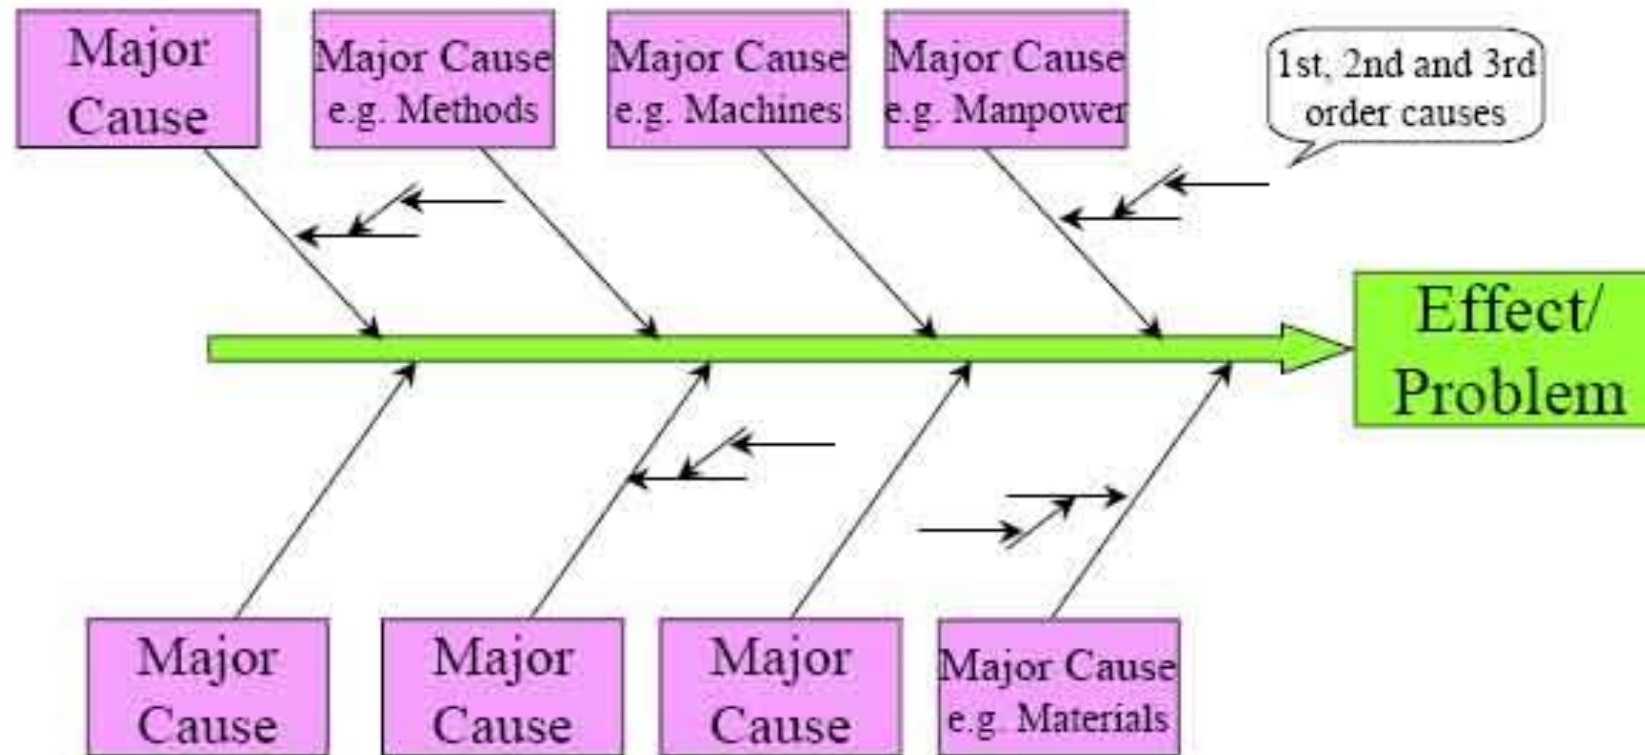 Major
Cause
Major Cause
e.g. Methods
Major Cause
e.g. Machines
Major Cause
e.g. Manpower
1st, 2nd and 3rd
order causes
Effect/
Problem
Major
Cause
Major
Cause
Major
Cause
Major Cause
e.g. Materials